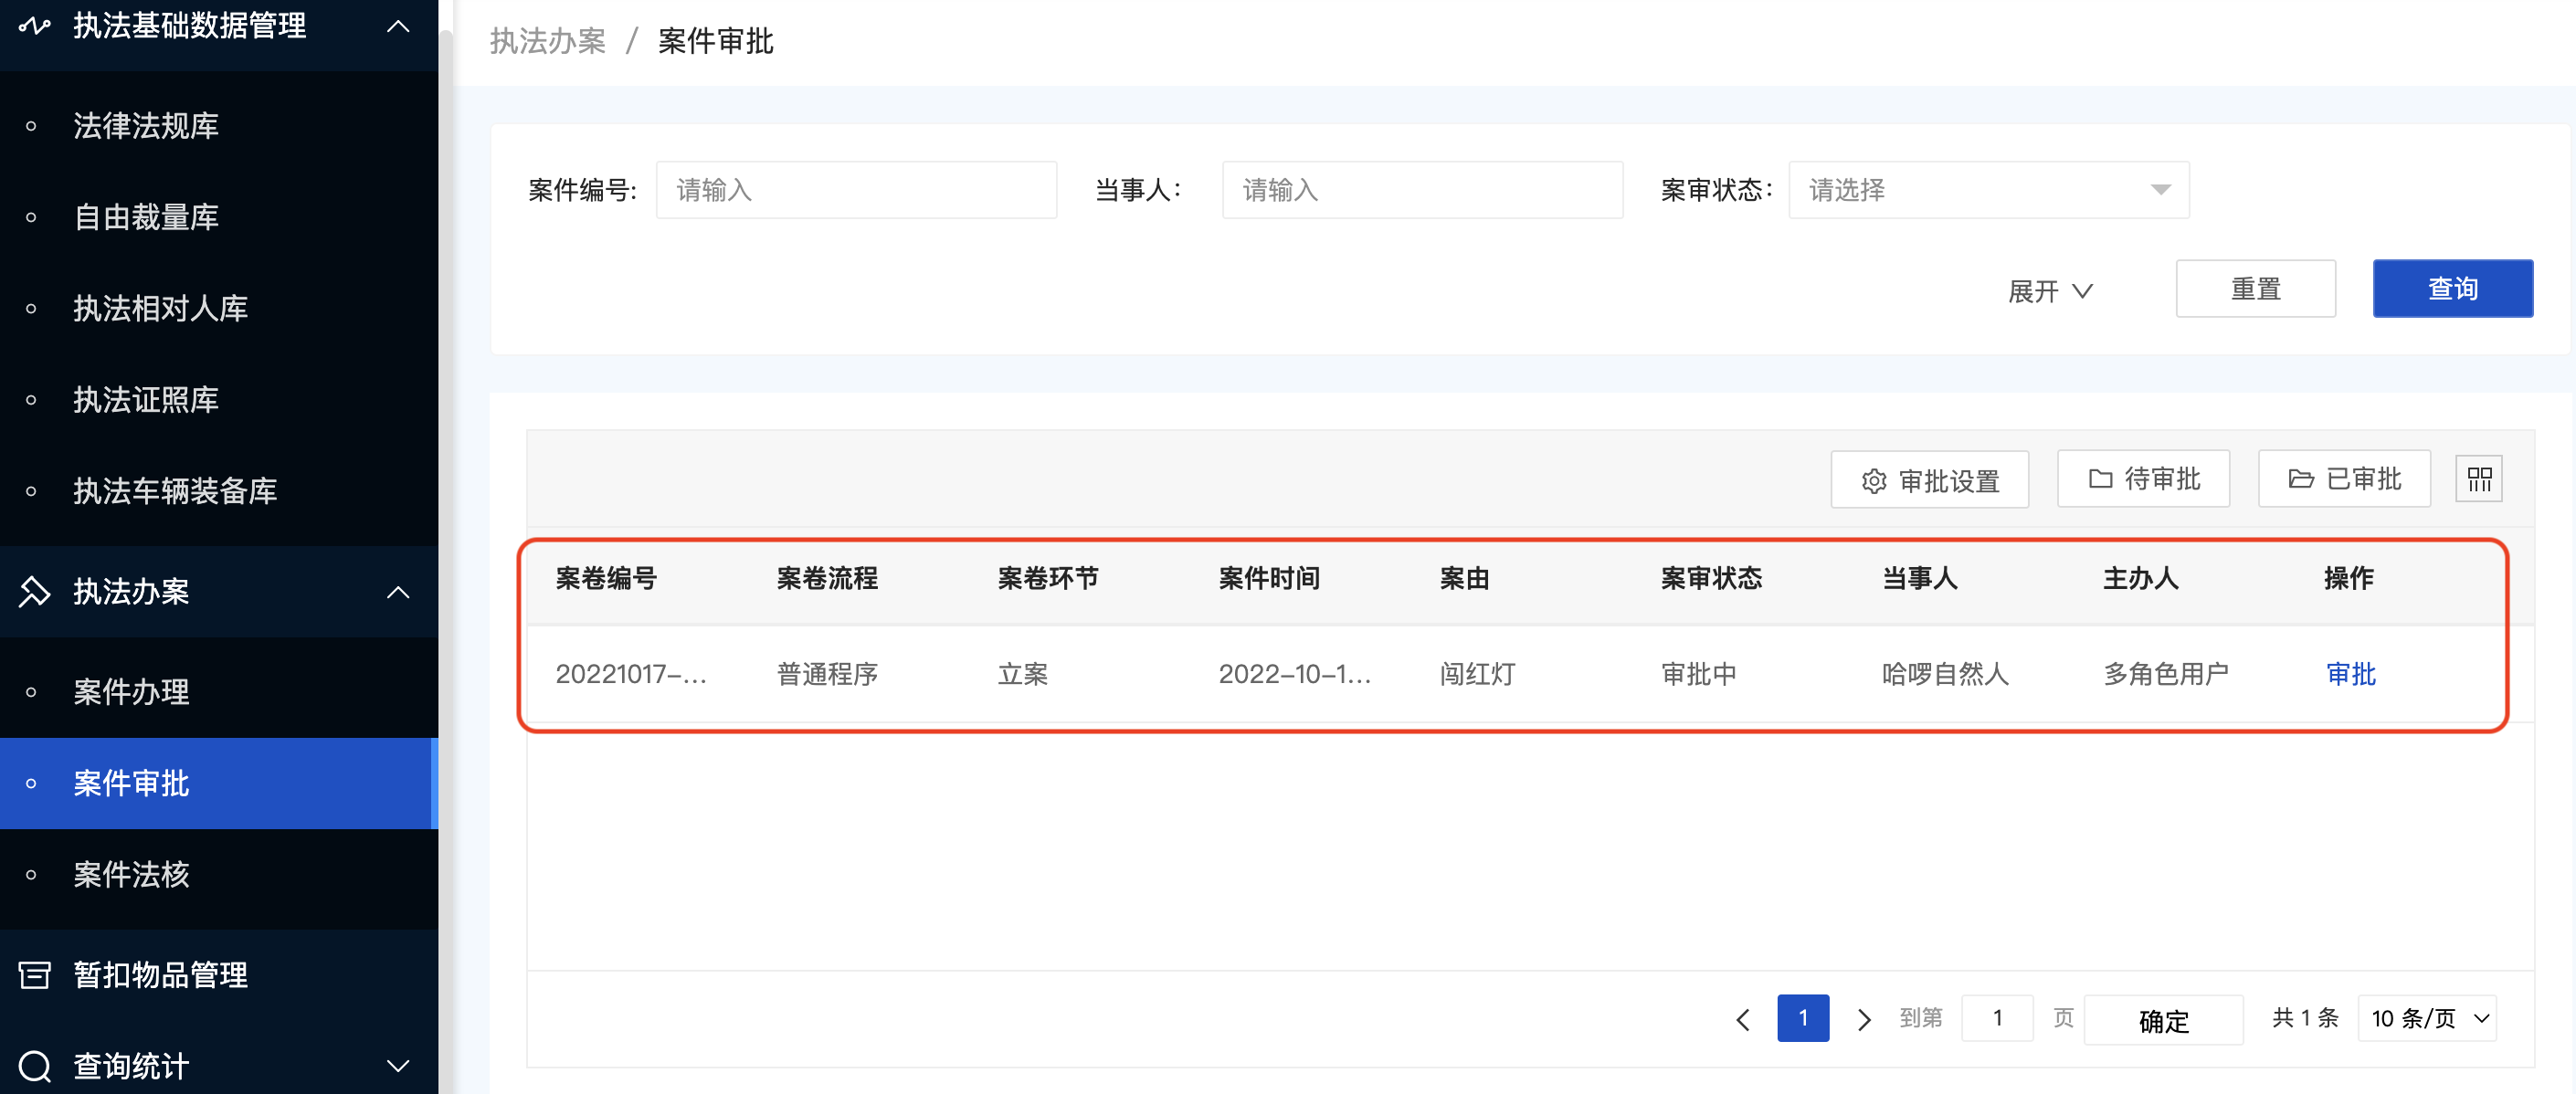 执法基础数据管理
法律法规库
自由裁量库
执法相对人库
执法证照库
执法车辆装备库
执法办案
案件办理
案件审批
案件法核
暂扣物品管理
查询统计
执法办案 / 案件审批
案件编号: 请输入 当事人: 请输入 案审状态: 请选择
展开 重置 查询
审批设置 待审批 已审批
案卷编号 案卷流程 案卷环节 案件时间 案由 案审状态 当事人 主办人 操作
20221017-... 普通程序 立案 2022-10-1... 闯红灯 审批中 哈啰自然人 多角色用户 审批
1 到第 1 页 确定 共 1 条 10 条/页